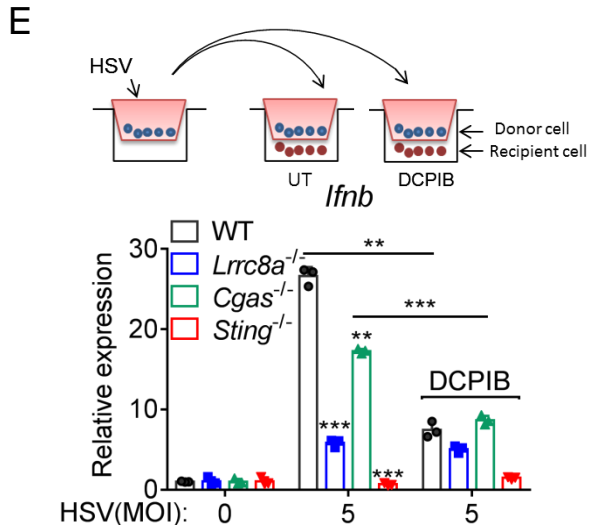 E
HSV
Donor cell
Recipient cell
UT
DCPIB
Ifnb
WT
Lrrc8a-/-
Cgas-/-
Sting-/-
Relative expression
30
20
10
0
**
***
**
***
***
DCPIB
HSV(MOI): 0 5 5